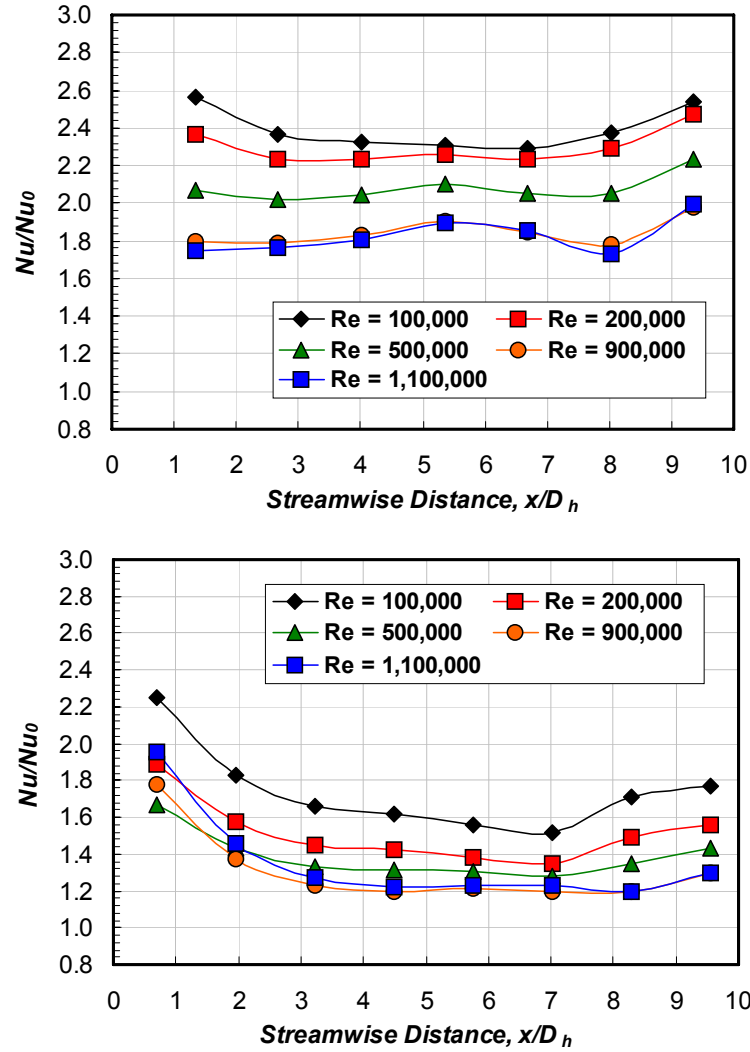 3.0
2.8
2.6
2.4
2.2
2.0
1.8
1.6
1.4
1.2
1.0
0.8
Nu/Nu0
Re = 100,000 Re = 200,000
Re = 500,000 Re = 900,000
Re = 1,100,000
0 1 2 3 4 5 6 7 8 9 10
Streamwise Distance, x/D h
3.0
2.8
2.6
2.4
2.2
2.0
1.8
1.6
1.4
1.2
1.0
0.8
Nu/Nu0
Re = 100,000 Re = 200,000
Re = 500,000 Re = 900,000
Re = 1,100,000
0 1 2 3 4 5 6 7 8 9 10
Streamwise Distance, x/D h